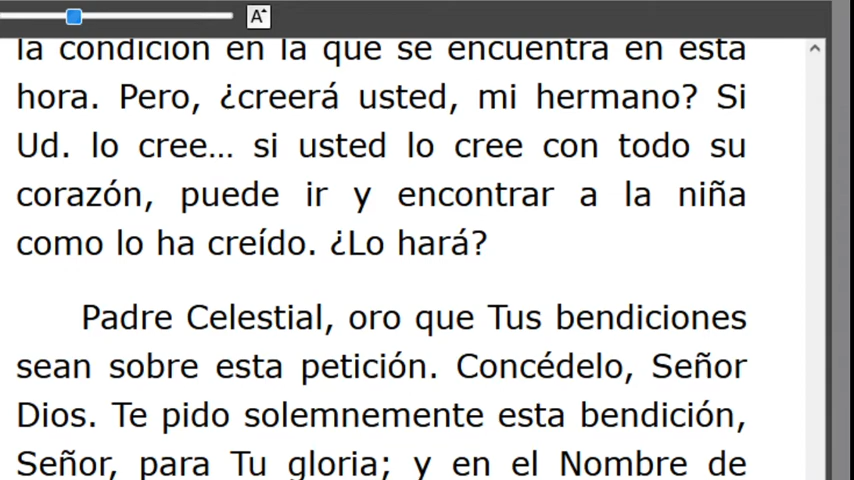 A
la condición en la que se encuentra en esta
hora. Pero, ¿creerá usted, mi hermano? Si
Ud. lo cree… si usted lo cree con todo su
corazón, puede ir y encontrar a la niña
como lo ha creído. ¿Lo hará?
Padre Celestial, oro que Tus bendiciones
sean sobre esta petición. Concédelo, Señor
Dios. Te pido solemnemente esta bendición,
Señor, para Tu gloria; y en el Nombre de